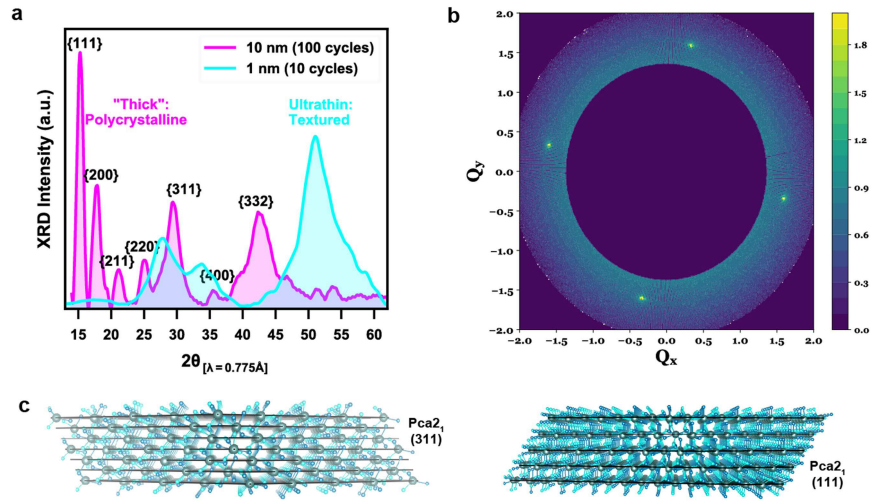 a
{111}
10 nm (100 cycles)
1 nm (10 cycles)
"Thick":
Polycrystalline
Ultrathin:
Textured
{200}
{311}
{332}
{211}
{220}
{400}
XRD Intensity (a.u.)
15 20 25 30 35 40 45 50 55 60
2θ [λ = 0.775Å]
b
2.0
1.5
1.0
0.5
0.0
−0.5
−1.0
−1.5
−2.0
Qy
−2.0 −1.5 −1.0 −0.5 0.0 0.5 1.0 1.5 2.0
Qx
1.8
1.5
1.2
0.9
0.6
0.3
0.0
c
Pca2₁
(311)
Pca2₁
(111)